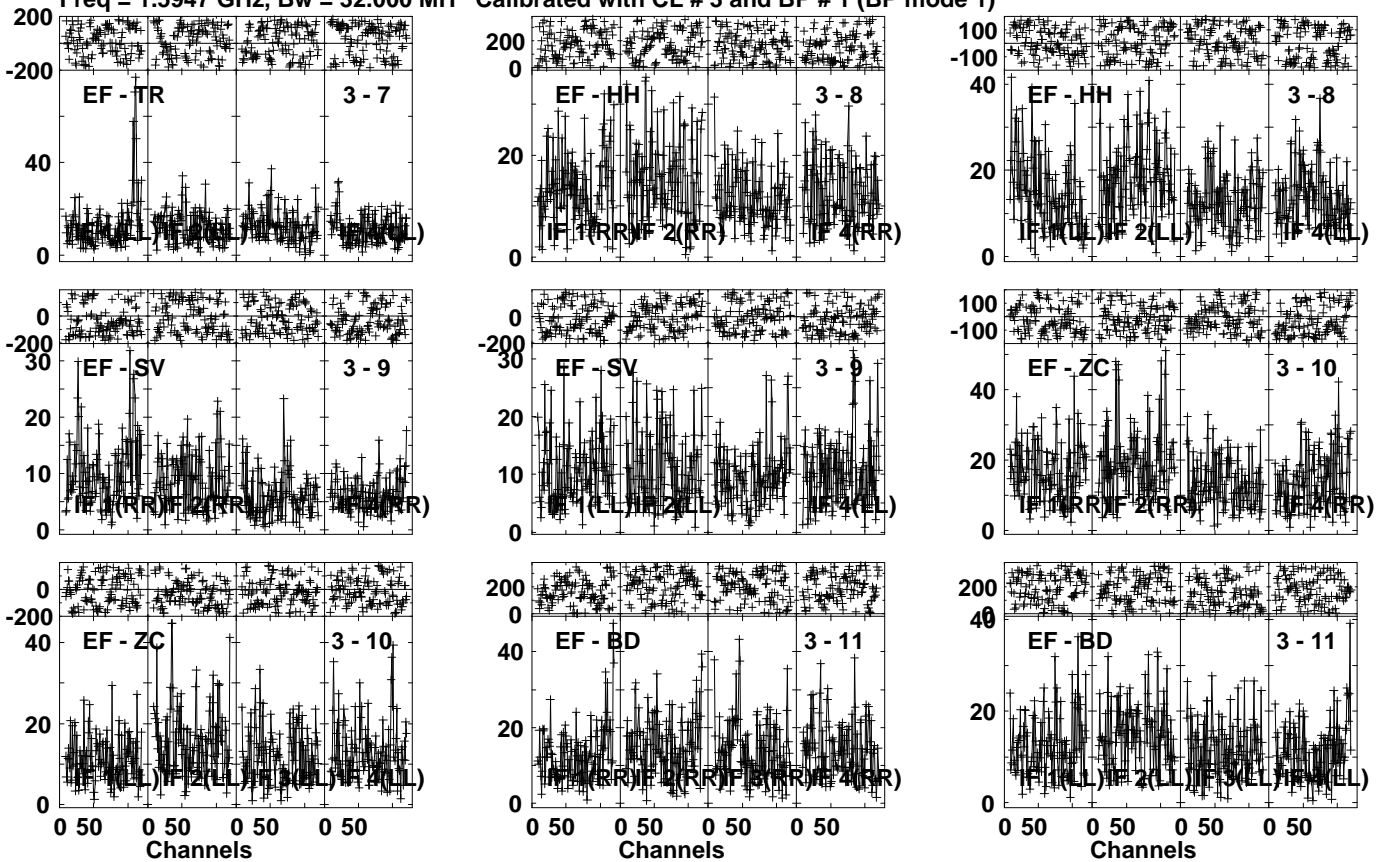 Freq = 1.5947 GHz, Bw = 32.000 MH Calibrated with CL # 3 and BP # 1 (BP mode 1)
200
-200
EF - TR
3 - 7
40
0
IF 4(LL)
200
0
EF - HH
3 - 8
20
0
IF 1(RR)
IF 2(RR)
IF 4(RR)
100
-100
EF - HH
3 - 8
40
20
0
IF 1(LL)
IF 2(LL)
IF 4(LL)
0
-200
EF - SV
3 - 9
30
20
10
0
IF 1(RR)
IF 2(RR)
IF 4(RR)
0
-200
EF - SV
3 - 9
30
20
10
0
IF 1(LL)
IF 2(LL)
IF 4(LL)
100
-100
EF - ZC
3 - 10
40
20
0
IF 1(RR)
IF 2(RR)
IF 4(RR)
0
-200
EF - ZC
3 - 10
40
20
0
IF 1(LL)
IF 2(LL)
IF 3(LL)
IF 4(LL)
0 50 0 50 0 50 0 50
Channels
200
0
EF - BD
3 - 11
40
20
0
IF 1(RR)
IF 2(RR)
IF 3(RR)
IF 4(RR)
0 50 0 50 0 50 0 50
Channels
200
0
EF - BD
3 - 11
40
20
0
IF 1(LL)
IF 2(LL)
IF 3(LL)
IF 4(LL)
0 50 0 50 0 50 0 50
Channels